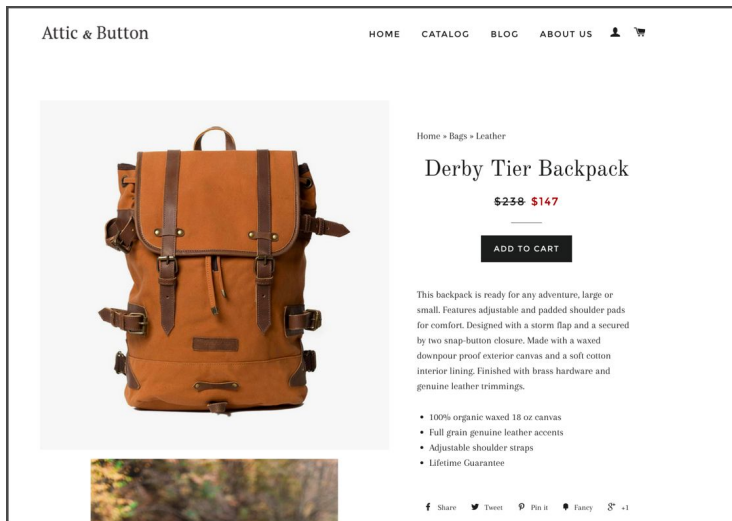 Attic & Button
HOME CATALOG BLOG ABOUT US
Home » Bags » Leather
Derby Tier Backpack
$238 $147
ADD TO CART
This backpack is ready for any adventure, large or
small. Features adjustable and padded shoulder pads
for comfort. Designed with a storm flap and a secured
by two snap-button closure. Made with a waxed
downpour proof exterior canvas and a soft cotton
interior lining. Finished with brass hardware and
genuine leather trimmings.
• 100% organic waxed 18 oz canvas
• Full grain genuine leather accents
• Adjustable shoulder straps
• Lifetime Guarantee
Share Tweet Pin it Fancy +1